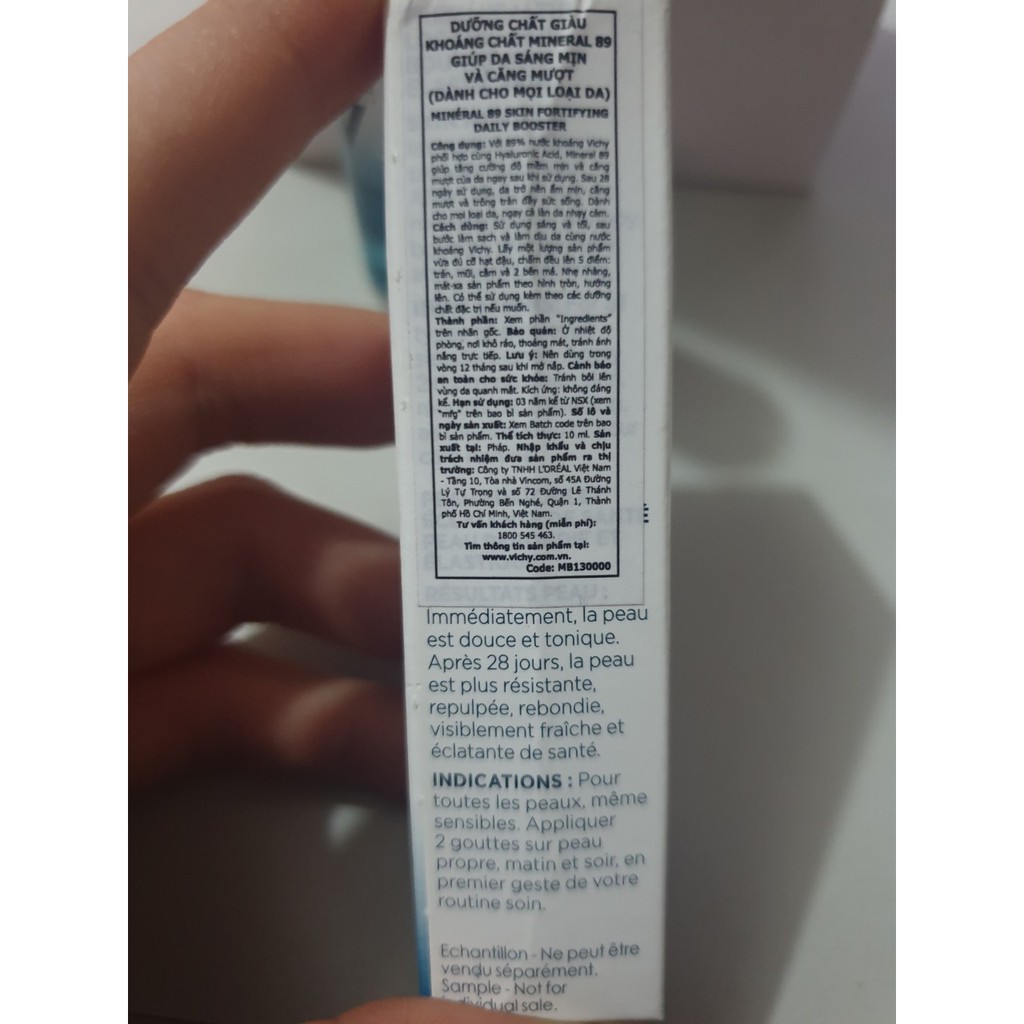 DƯỠNG CHẤT GIÀU
KHOÁNG CHẤT MINERAL 89
GIÚP DA SÁNG MỊN
VÀ CĂNG MƯỢT
(DÀNH CHO MỌI LOẠI DA)
MINÉRAL 89 SKIN FORTIFYING
DAILY BOOSTER
Công dụng: Với 89% nước khoáng Vichy
phối hợp cùng Hyaluronic Acid, Mineral 89
giúp tăng cường độ mềm mịn và căng
mượt của da ngay sau khi sử dụng. Sau 28
ngày sử dụng, da trở nên ẩm mịn, căng
mượt và trông tràn đầy sức sống. Dành
cho mọi loại da, ngay cả làn da nhạy cảm.
Cách dùng: Sử dụng sáng và tối, sau
bước làm sạch và làm dịu da cùng nước
khoáng Vichy. Lấy một lượng sản phẩm
vừa đủ cỡ hạt đậu, chấm đều lên 5 điểm:
trán, mũi, cằm và 2 bên má. Nhẹ nhàng,
mát-xa sản phẩm theo hình tròn, hướng
lên. Có thể sử dụng kèm theo các dưỡng
chất đặc trị nếu muốn.
Thành phần: Xem phần "Ingredients"
trên nhãn gốc. Bảo quản: Ở nhiệt độ
phòng, nơi khô ráo, thoáng mát, tránh ánh
nắng trực tiếp. Lưu ý: Nên dùng trong
vòng 12 tháng sau khi mở nắp. Cảnh báo
an toàn cho sức khỏe: Tránh bôi lên
vùng da quanh mắt. Kích ứng: không đáng
kể. Hạn sử dụng: 03 năm kể từ NSX (xem
"mfg" trên bao bì sản phẩm). Số lô và
ngày sản xuất: Xem Batch code trên bao
bì sản phẩm. Thể tích thực: 10 ml. Sản
xuất tại: Pháp. Nhập khẩu và chịu
trách nhiệm đưa sản phẩm ra thị
trường: Công ty TNHH L'ORÉAL Việt Nam
- Tầng 10, Tòa nhà Vincom, số 45A Đường
Lý Tự Trọng và số 72 Đường Lê Thánh
Tôn, Phường Bến Nghé, Quận 1, Thành
phố Hồ Chí Minh, Việt Nam.
Tư vấn khách hàng (miễn phí):
1800 545 463.
Tìm thông tin sản phẩm tại:
www.vichy.com.vn.
Code: MB130000
RÉSULTATS PEAU :
Immédiatement, la peau
est douce et tonique.
Après 28 jours, la peau
est plus résistante,
repulpée, rebondie,
visiblement fraîche et
éclatante de santé.
INDICATIONS : Pour
toutes les peaux, même
sensibles. Appliquer
2 gouttes sur peau
propre, matin et soir, en
premier geste de votre
routine soin.
Echantillon - Ne peut être
vendu séparément.
Sample - Not for
individual sale.